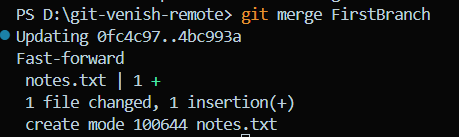 PS D:\git-venish-remote> git merge FirstBranch
Updating 0fc4c97..4bc993a
Fast-forward
 notes.txt | 1 +
 1 file changed, 1 insertion(+)
 create mode 100644 notes.txt